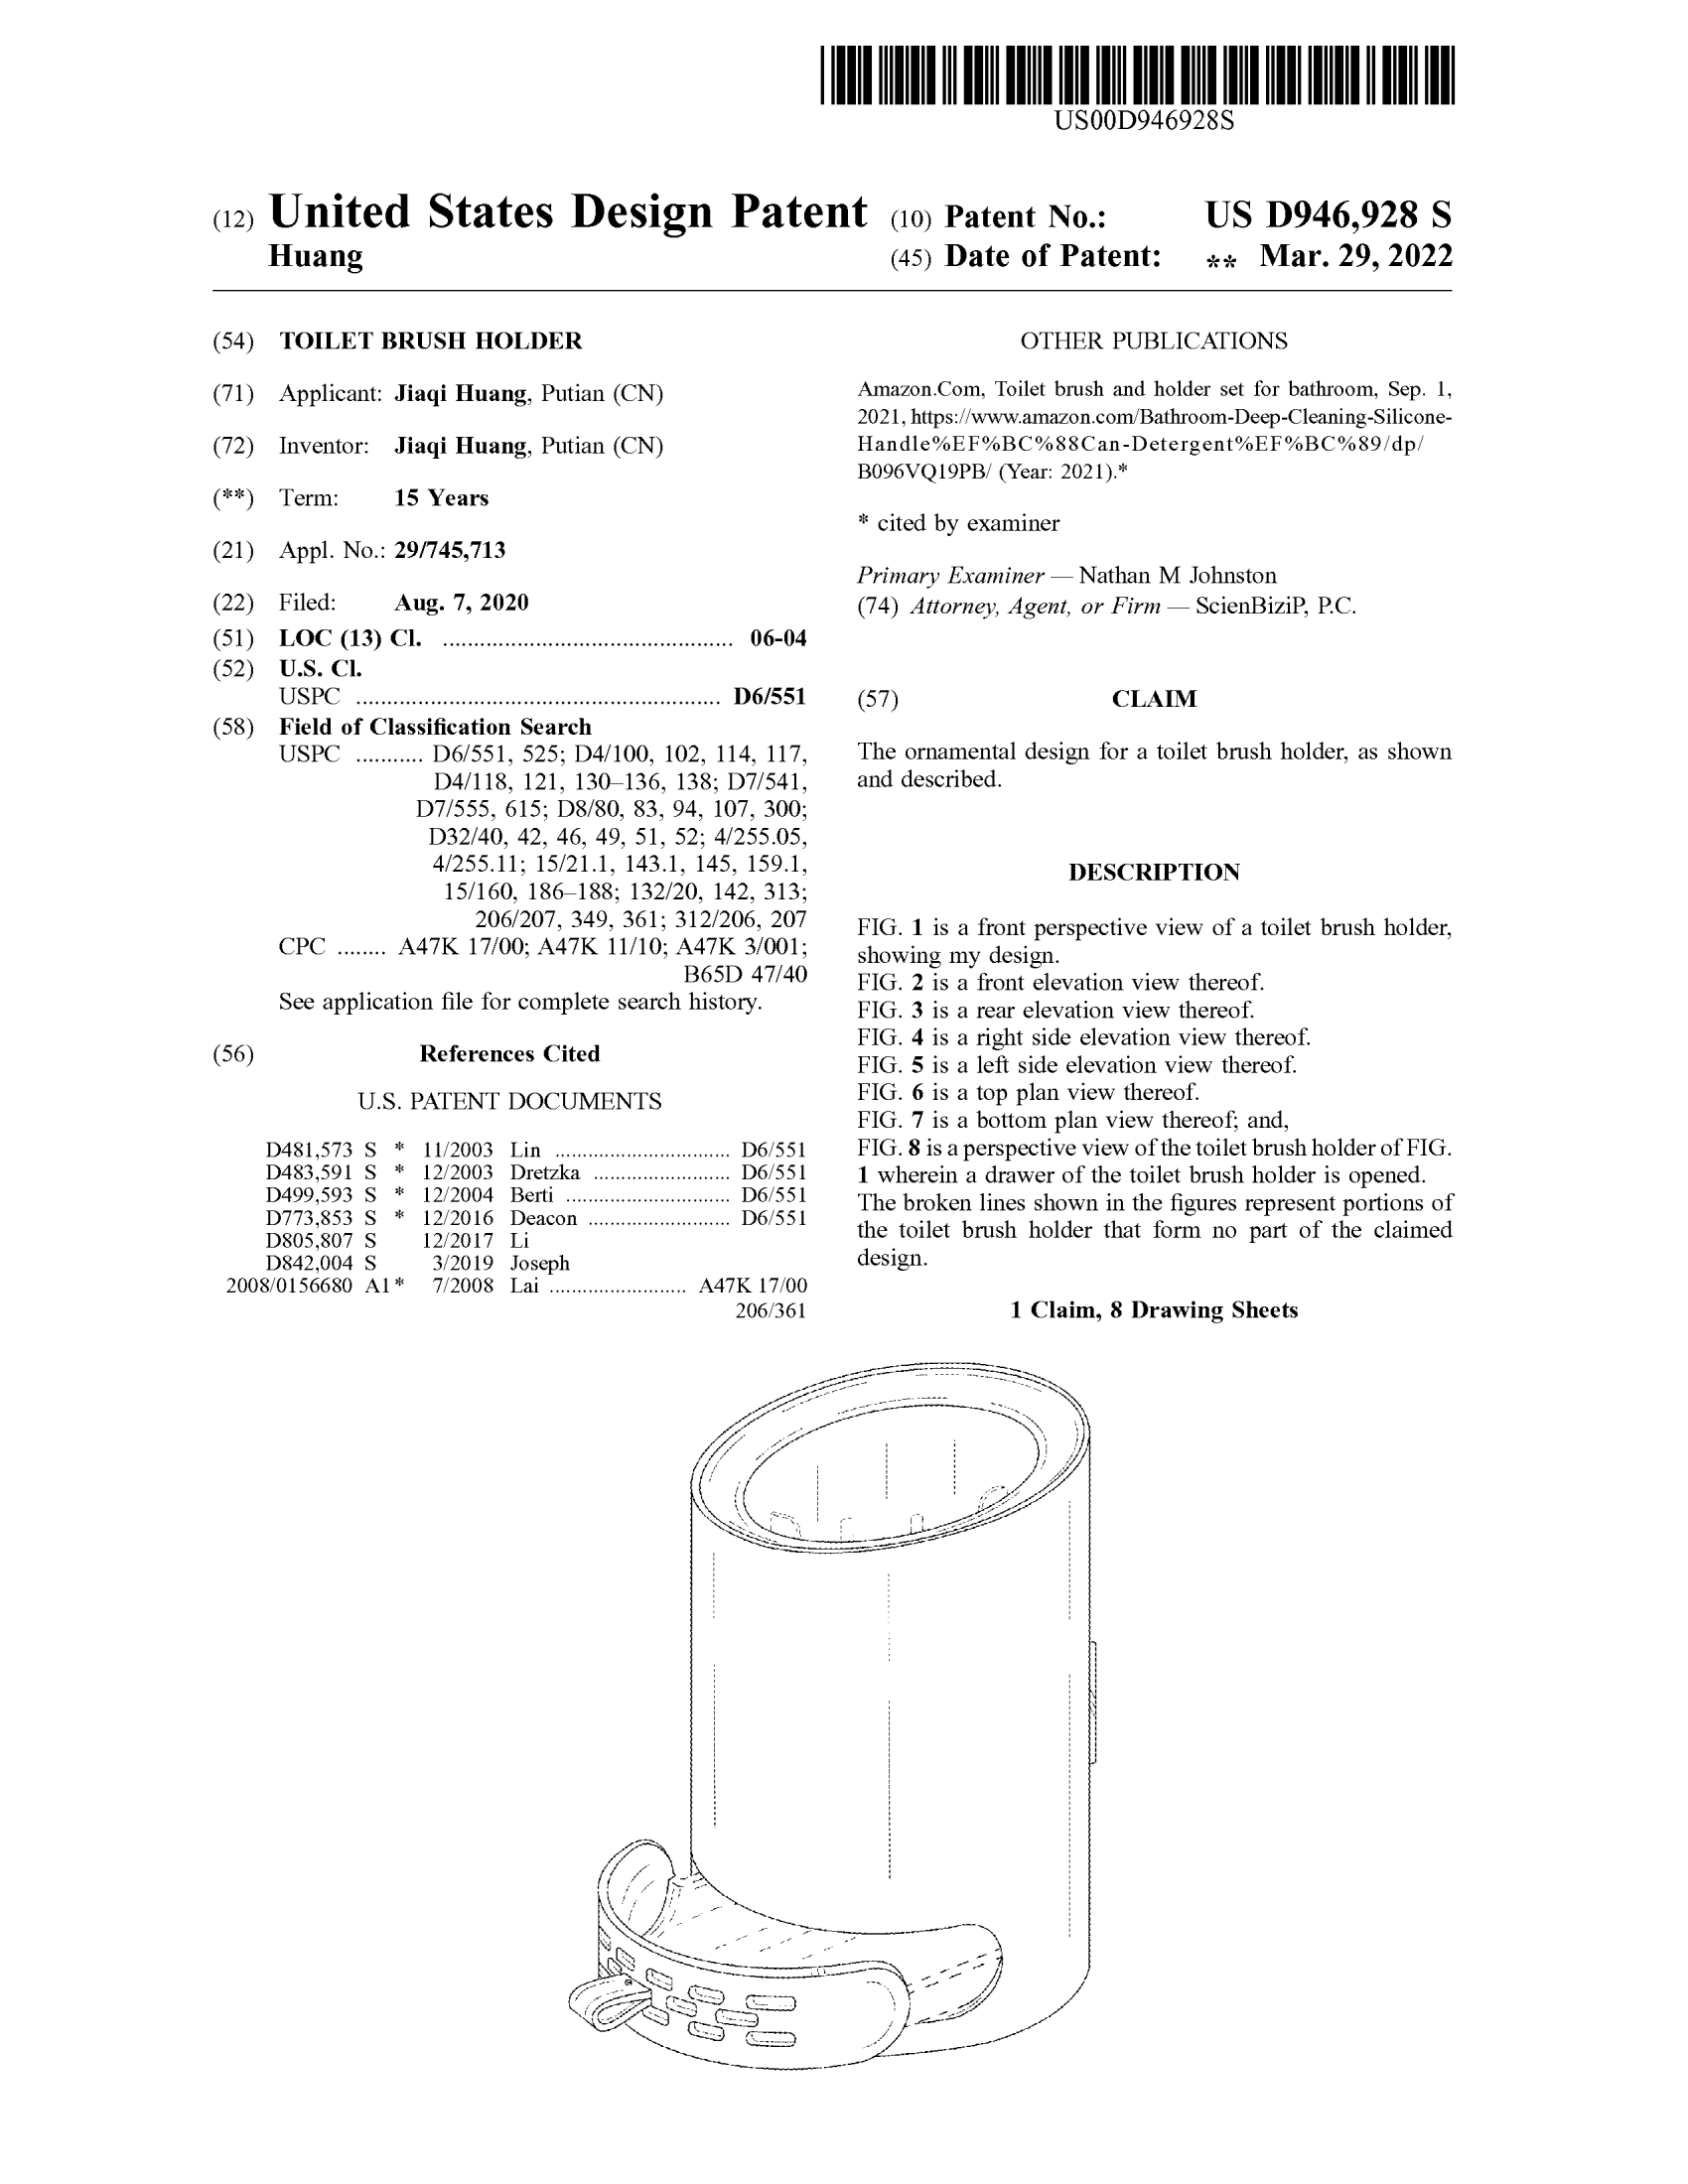 US00D946928S
(12) United States Design Patent
Huang
(10) Patent No.: US D946,928 S
(45) Date of Patent: ** Mar. 29, 2022
(54) TOILET BRUSH HOLDER
(71) Applicant: Jiaqi Huang, Putian (CN)
(72) Inventor: Jiaqi Huang, Putian (CN)
(**) Term: 15 Years
(21) Appl. No.: 29/745,713
(22) Filed: Aug. 7, 2020
(51) LOC (13) Cl. ............................................... 06-04
(52) U.S. Cl.
USPC ........................................................... D6/551
(58) Field of Classification Search
USPC ........... D6/551, 525; D4/100, 102, 114, 117,
D4/118, 121, 130–136, 138; D7/541,
D7/555, 615; D8/80, 83, 94, 107, 300;
D32/40, 42, 46, 49, 51, 52; 4/255.05,
4/255.11; 15/21.1, 143.1, 145, 159.1,
15/160, 186–188; 132/20, 142, 313;
206/207, 349, 361; 312/206, 207
CPC ........ A47K 17/00; A47K 11/10; A47K 3/001;
B65D 47/40
See application file for complete search history.
(56) References Cited
U.S. PATENT DOCUMENTS
D481,573 S * 11/2003 Lin ................................ D6/551
D483,591 S * 12/2003 Dretzka ......................... D6/551
D499,593 S * 12/2004 Berti .............................. D6/551
D773,853 S * 12/2016 Deacon .......................... D6/551
D805,807 S 12/2017 Li
D842,004 S 3/2019 Joseph
2008/0156680 A1* 7/2008 Lai ......................... A47K 17/00
206/361
OTHER PUBLICATIONS
Amazon.Com, Toilet brush and holder set for bathroom, Sep. 1,
2021, https://www.amazon.com/Bathroom-Deep-Cleaning-Silicone-
Handle%EF%BC%88Can-Detergent%EF%BC%89/dp/
B096VQ19PB/ (Year: 2021).*
* cited by examiner
Primary Examiner — Nathan M Johnston
(74) Attorney, Agent, or Firm — ScienBiziP, P.C.
(57) CLAIM
The ornamental design for a toilet brush holder, as shown
and described.
DESCRIPTION
FIG. 1 is a front perspective view of a toilet brush holder,
showing my design.
FIG. 2 is a front elevation view thereof.
FIG. 3 is a rear elevation view thereof.
FIG. 4 is a right side elevation view thereof.
FIG. 5 is a left side elevation view thereof.
FIG. 6 is a top plan view thereof.
FIG. 7 is a bottom plan view thereof; and,
FIG. 8 is a perspective view of the toilet brush holder of FIG.
1 wherein a drawer of the toilet brush holder is opened.
The broken lines shown in the figures represent portions of
the toilet brush holder that form no part of the claimed
design.
1 Claim, 8 Drawing Sheets